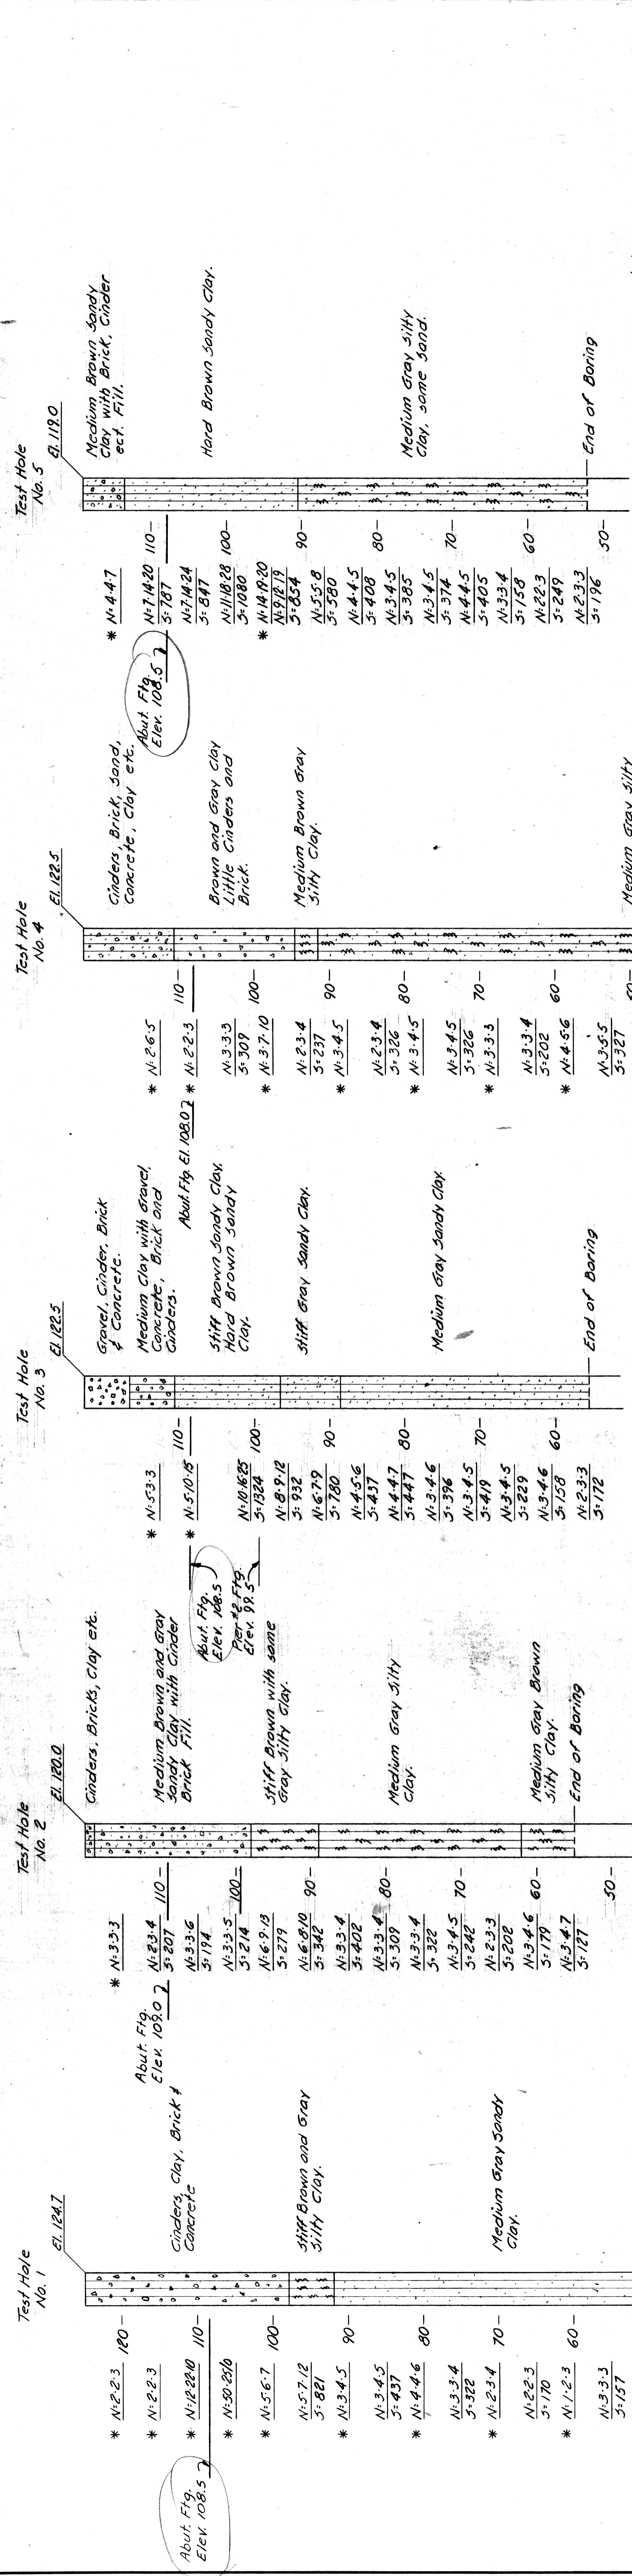 Test Hole
No. 1
El. 124.7
120
110
100
90
80
70
60
* N=2-2-3
* N=2-2-3
* N=12-22-10
* N=50-25/0
* N=5-6-7
N=5-7-12
S=821
* N=3-4-5
N=3-4-5
S=437
* N=4-4-6
N=3-3-4
S=322
* N=2-3-4
N=2-2-3
S=170
* N=1-2-3
N=3-3-3
S=157
Abut. Ftg.
Elev. 108.5
Cinders, Clay, Brick &
Concrete
Stiff Brown and Gray
Silty Clay.
Medium Gray Sandy
Clay.
Test Hole
No. 2
El. 120.0
110
100
90
80
70
60
50
* N=3-3-3
N=2-3-4
S=207
N=3-3-6
S=194
N=3-3-5
S=214
N=6-9-13
S=279
N=6-8-10
S=342
N=3-3-4
S=402
N=3-3-4
S=309
N=3-3-4
S=322
N=3-4-5
S=242
N=2-3-3
S=202
N=3-4-6
S=179
N=3-4-7
S=127
Abut. Ftg.
Elev. 109.0
Cinders, Bricks, Clay etc.
Medium Brown and Gray
Sandy Clay with Cinder
Brick Fill.
Stiff Brown with some
Gray Silty Clay.
Medium Gray Silty
Clay.
Medium Gray Brown
Silty Clay.
End of Boring
Test Hole
No. 3
El. 122.5
110
100
90
80
70
60
* N=5-3-3
* N=5-10-15
N=10-16-25
S=1324
N=8-9-12
S=932
N=6-7-9
S=780
N=4-5-6
S=437
N=4-4-7
S=447
N=3-4-6
S=396
N=3-4-5
S=419
N=3-4-5
S=229
N=3-4-6
S=158
N=2-3-3
S=172
Abut. Ftg.
Elev. 108.5
Pier #2 Ftg.
Elev. 99.5
Gravel, Cinder, Brick
& Concrete.
Medium Clay with Gravel,
Concrete, Brick and
Cinders.
Stiff Brown Sandy Clay,
Hard Brown Sandy
Clay.
Stiff Gray Sandy Clay.
Medium Gray Sandy Clay.
End of Boring
Test Hole
No. 4
El. 122.5
110
100
90
80
70
60
50
* N=2-6-5
* N=2-2-3
N=3-3-3
S=309
* N=3-7-10
N=2-3-4
S=237
* N=3-4-5
N=2-3-4
S=326
* N=3-4-5
N=3-4-5
S=326
* N=3-3-3
N=3-3-4
S=202
* N=4-5-6
N=3-5-5
S=327
Abut. Ftg. El. 108.0
Cinders, Brick, Sand,
Concrete, Clay etc.
Brown and Gray Clay
Little Cinders and
Brick.
Medium Brown Gray
Silty Clay.
Medium Gray Silty
Test Hole
No. 5
El. 119.0
110
100
90
80
70
60
50
* N=4-4-7
N=7-14-20
S=787
N=7-14-24
S=847
N=11-18-28
S=1080
* N=14-19-20
N=9-12-19
S=854
N=5-5-8
S=580
N=4-4-5
S=408
N=3-4-5
S=385
N=3-4-5
S=374
N=4-4-5
S=405
N=3-3-4
S=158
N=2-2-3
S=249
N=2-3-3
S=196
Abut. Ftg.
Elev. 108.5
Medium Brown Sandy
Clay with Brick, Cinder
ect. Fill.
Hard Brown Sandy Clay.
Medium Gray Silty
Clay, some sand.
End of Boring